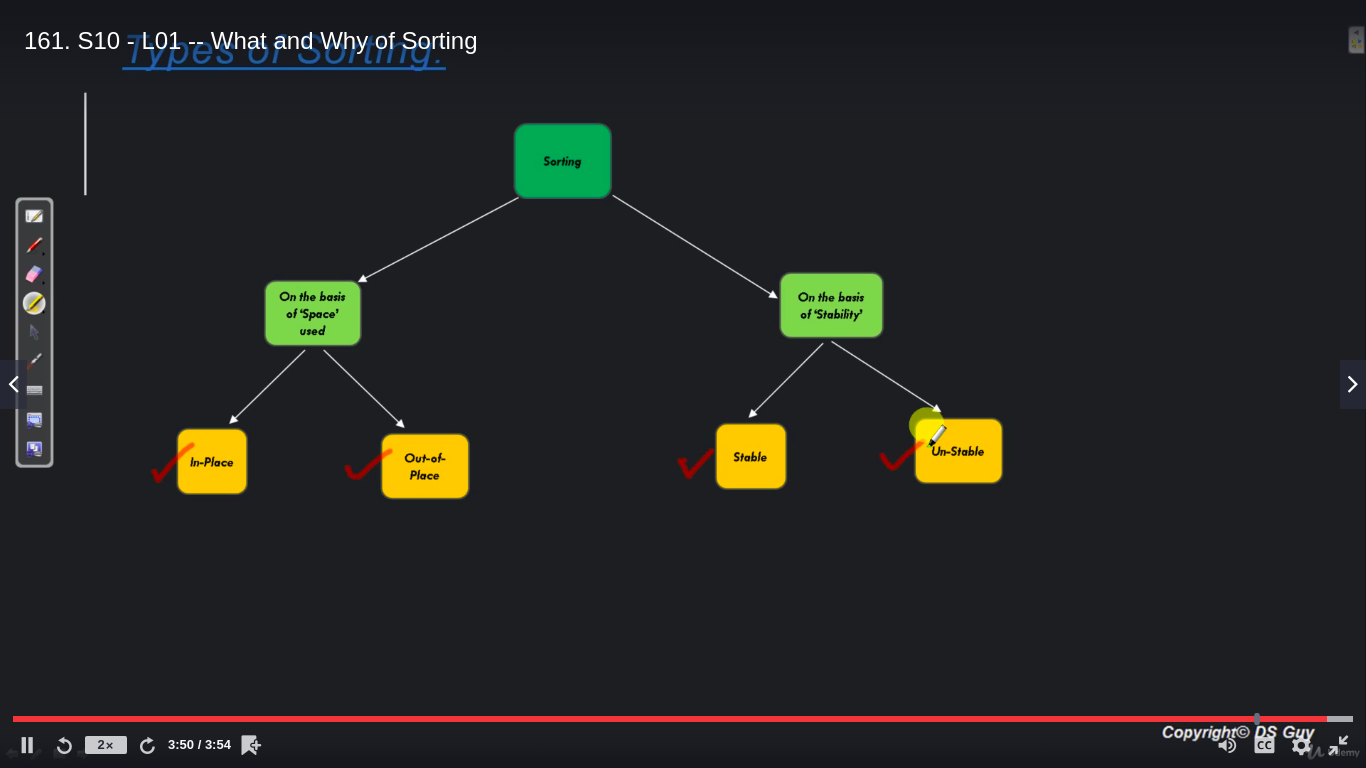 161. S10 - L01 -- What and Why of Sorting
Types of Sorting:
Sorting
On the basis
of 'Space'
used
On the basis
of 'Stability'
In-Place
Out-of-
Place
Stable
Un-Stable
Copyright© DS Guy
2×
3:50 / 3:54
CC
udemy